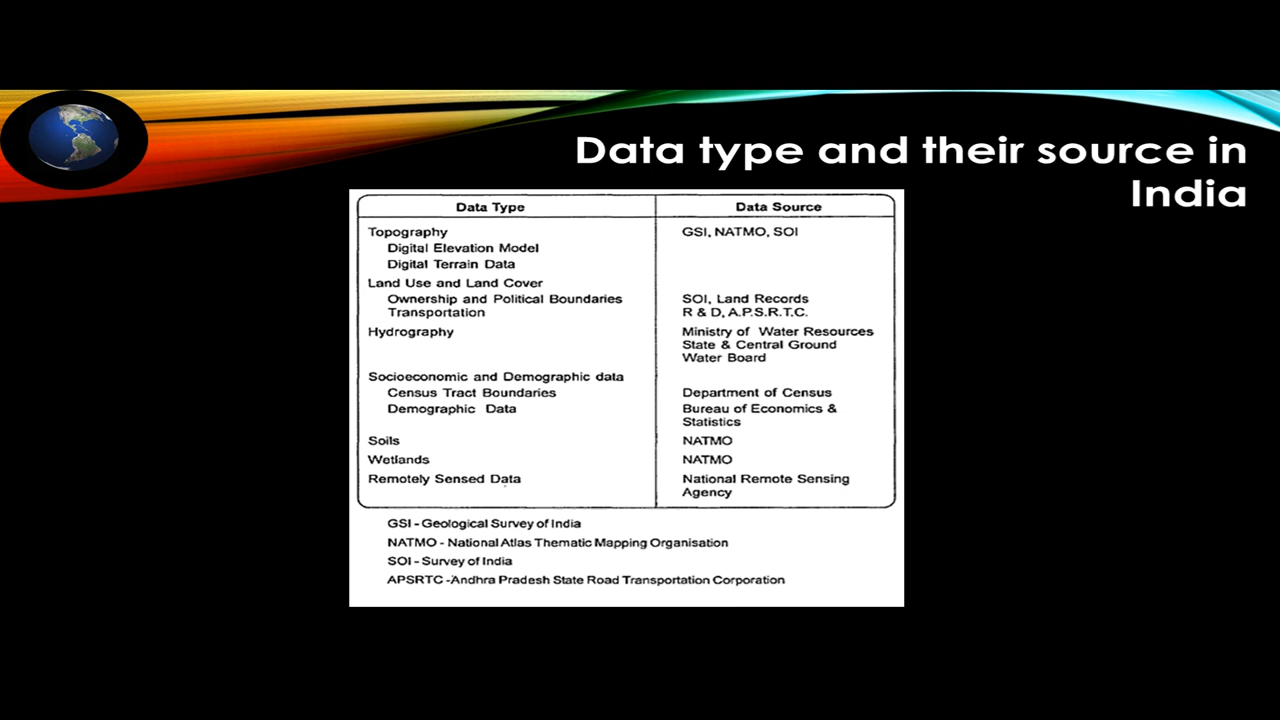 Data type and their source in
India
Data Type Data Source
Topography GSI, NATMO, SOI
Digital Elevation Model
Digital Terrain Data
Land Use and Land Cover
Ownership and Political Boundaries SOI, Land Records
Transportation R & D, A.P.S.R.T.C.
Hydrography Ministry of Water Resources
State & Central Ground
Water Board
Socioeconomic and Demographic data
Census Tract Boundaries Department of Census
Demographic Data Bureau of Economics &
Statistics
Soils NATMO
Wetlands NATMO
Remotely Sensed Data National Remote Sensing
Agency
GSI - Geological Survey of India
NATMO - National Atlas Thematic Mapping Organisation
SOI - Survey of India
APSRTC - Andhra Pradesh State Road Transportation Corporation